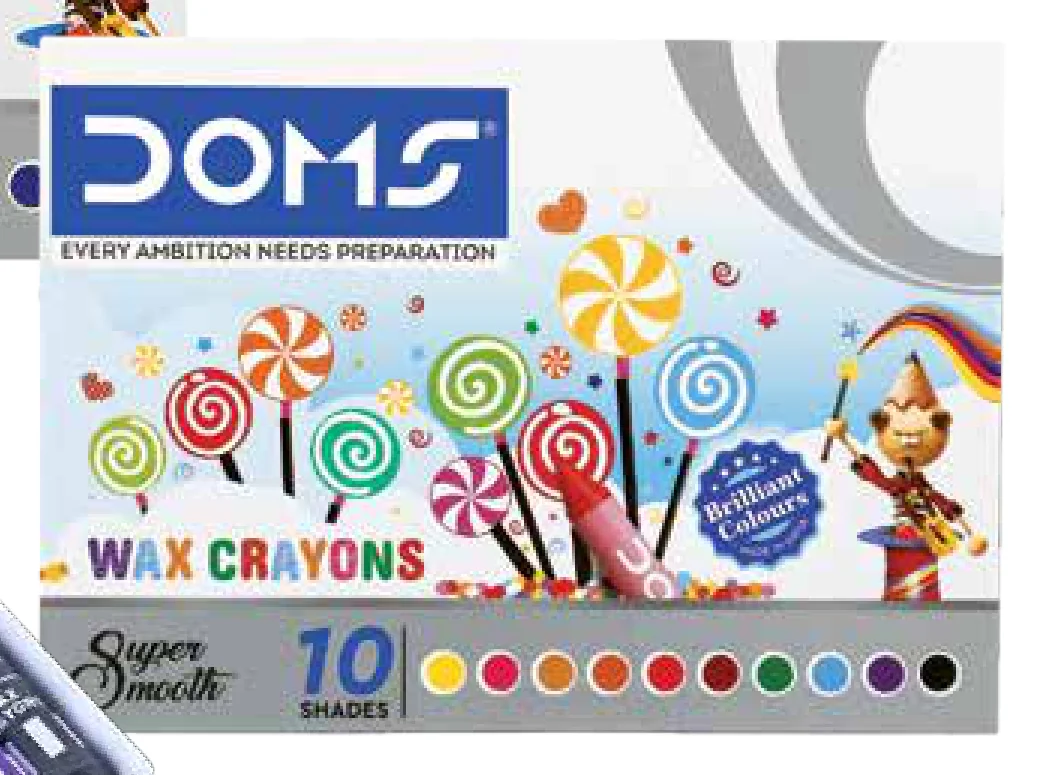 DOMS®
EVERY AMBITION NEEDS PREPARATION
Brilliant
Colours
WAX CRAYONS
Super
Smooth
10
SHADES